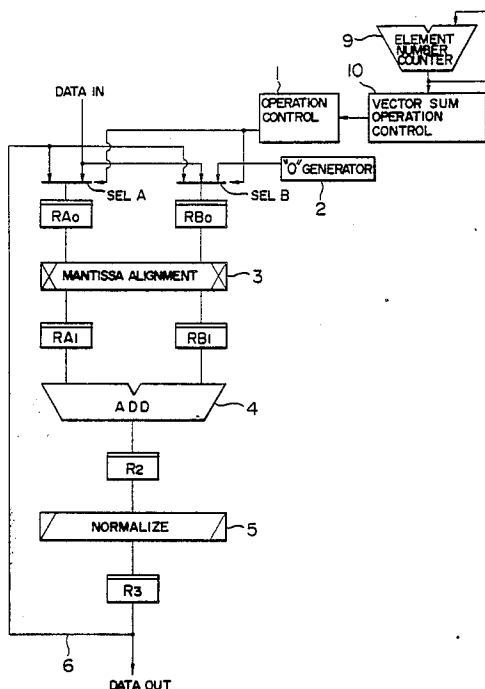 9
ELEMENT
NUMBER
COUNTER
1
10
DATA IN
OPERATION
CONTROL
VECTOR SUM
OPERATION
CONTROL
"O" GENERATOR
SEL A
SEL B
2
RA0
RB0
MANTISSA ALIGNMENT
3
RA1
RB1
ADD
4
R2
NORMALIZE
5
R3
6
DATA OUT